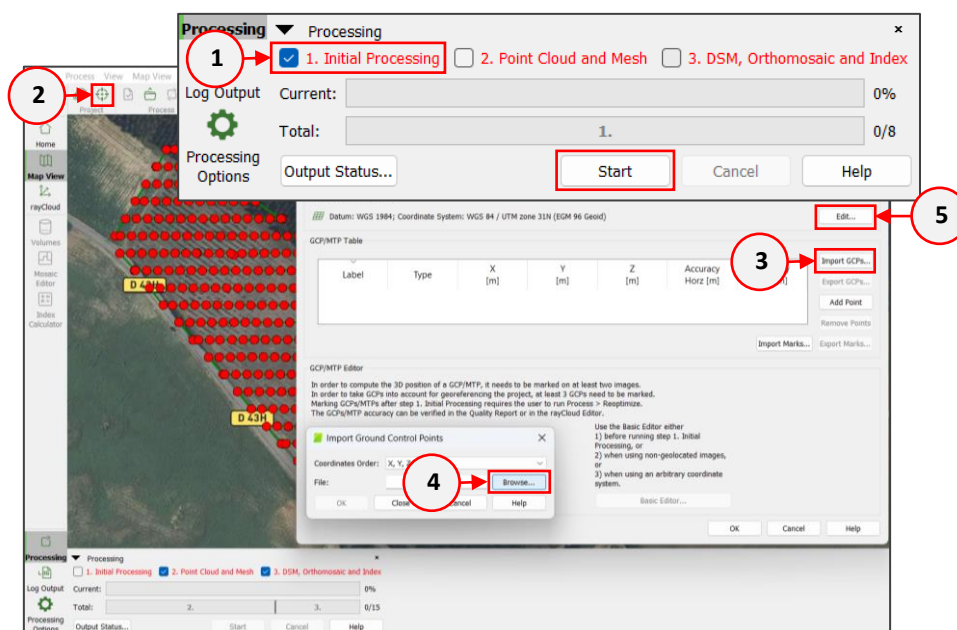 Processing
Processing
×
1
1. Initial Processing
2. Point Cloud and Mesh
3. DSM, Orthomosaic and Index
Log Output
Current:
0%
Total:
1.
0/8
Processing
Options
Output Status...
Start
Cancel
Help
2
Process View Map View
Project
Process
Home
Map View
rayCloud
Volumes
Mosaic
Editor
Index
Calculator
D 43H
Datum: WGS 1984; Coordinate System: WGS 84 / UTM zone 31N (EGM 96 Geoid)
Edit...
5
GCP/MTP Table
3
Import GCPs...
Label
Type
X
[m]
Y
[m]
Z
[m]
Accuracy
Horz [m]
Export GCPs...
Add Point
Remove Points
Import Marks...
Export Marks...
GCP/MTP Editor
In order to compute the 3D position of a GCP/MTP, it needs to be marked on at least two images.
In order to take GCPs into account for georeferencing the project, at least 3 GCPs need to be marked.
Marking GCPs/MTPs after step 1. Initial Processing requires the user to run Process > Reoptimize.
The GCPs/MTP accuracy can be verified in the Quality Report or in the rayCloud Editor.
Use the Basic Editor either
1) before running step 1. Initial
Processing, or
2) when using non-geolocated images,
or
3) when using an arbitrary coordinate
system.
Basic Editor...
Import Ground Control Points
Coordinates Order:
X, Y,
File:
4
Browse...
OK
Help
OK
Cancel
Help
Processing
Processing
×
1. Initial Processing
2. Point Cloud and Mesh
3. DSM, Orthomosaic and Index
Log Output
Current:
0%
Total:
2.
3.
0/15
Processing
Options
Output Status...
Start
Cancel
Help